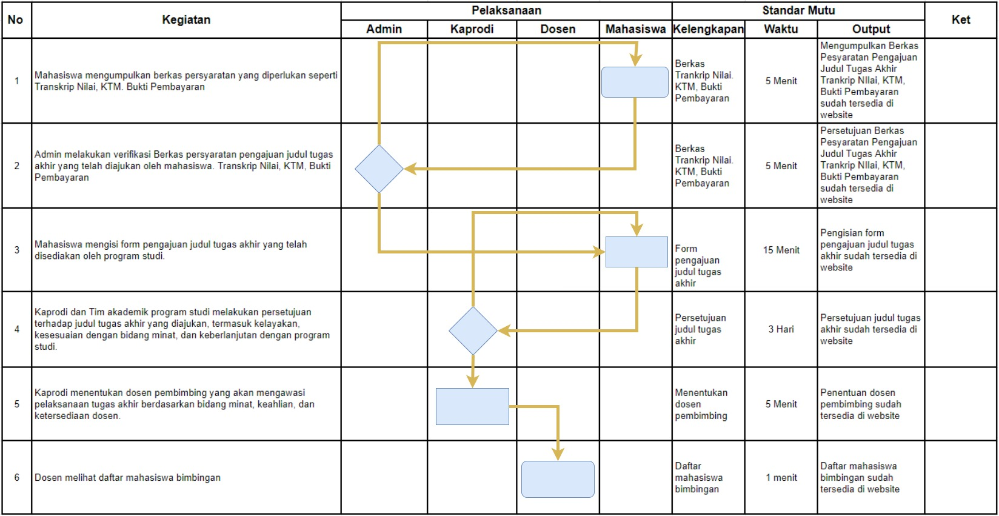 No
Kegiatan
Pelaksanaan
Standar Mutu
Ket
Admin
Kaprodi
Dosen
Mahasiswa
Kelengkapan
Waktu
Output
1
Mahasiswa mengumpulkan berkas persyaratan yang diperlukan seperti
Transkrip Nilai, KTM. Bukti Pembayaran
Berkas
Trankrip Nilai.
KTM, Bukti
Pembayaran
5 Menit
Mengumpulkan Berkas
Pesyaratan Pengajuan
Judul Tugas Akhir
Trankrip NIlai, KTM,
Bukti Pembayaran
sudah tersedia di
website
2
Admin melakukan verifikasi Berkas persyaratan pengajuan judul tugas
akhir yang telah diajukan oleh mahasiswa. Transkrip Nilai, KTM, Bukti
Pembayaran
Berkas
Trankrip Nilai.
KTM, Bukti
Pembayaran
5 Menit
Persetujuan Berkas
Pesyaratan Pengajuan
Judul Tugas Akhir
Trankrip NIlai, KTM,
Bukti Pembayaran
sudah tersedia di
website
3
Mahasiswa mengisi form pengajuan judul tugas akhir yang telah
disediakan oleh program studi.
Form
pengajuan
judul tugas
akhir
15 Menit
Pengisian form
pengajuan judul tugas
akhir sudah tersedia di
website
4
Kaprodi dan Tim akademik program studi melakukan persetujuan
terhadap judul tugas akhir yang diajukan, termasuk kelayakan,
kesesuaian dengan bidang minat, dan keberlanjutan dengan program
studi.
Persetujuan
judul tugas
akhir
3 Hari
Persetujuan judul tugas
akhir sudah tersedia di
website
5
Kaprodi menentukan dosen pembimbing yang akan mengawasi
pelaksanaan tugas akhir berdasarkan bidang minat, keahlian, dan
ketersediaan dosen.
Menentukan
dosen
pembimbing
5 Menit
Penentuan dosen
pembimbing sudah
tersedia di website
6
Dosen melihat daftar mahasiswa bimbingan
Daftar
mahasiswa
bimbingan
1 menit
Daftar mahasiswa
bimbingan sudah
tersedia di website